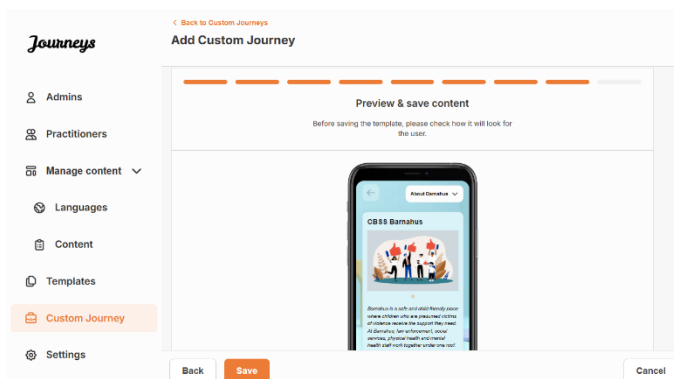 Journeys
Admins
Practitioners
Manage content
Languages
Content
Templates
Custom Journey
Settings
Back to Custom Journeys
Add Custom Journey
Preview & save content
Before saving the template, please check how it will look for
the user.
About Barnahus
CBSS Barnahus
Barnahus is a safe and child friendly place
where children who are presumed victims
of violence receive the support they need.
At Barnahus, law enforcement, social
services, physical health and mental
health staff work together under one roof.
Back
Save
Cancel